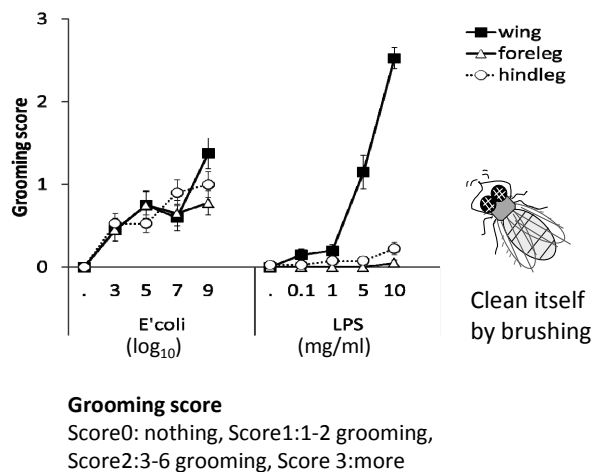 3
2
1
0
Grooming score
wing
foreleg
hindleg
. 3 5 7 9 . 0.1 1 5 10
E'coli LPS
(log₁₀) (mg/ml)
Clean itself
by brushing
Grooming score
Score0: nothing, Score1:1-2 grooming,
Score2:3-6 grooming, Score 3:more